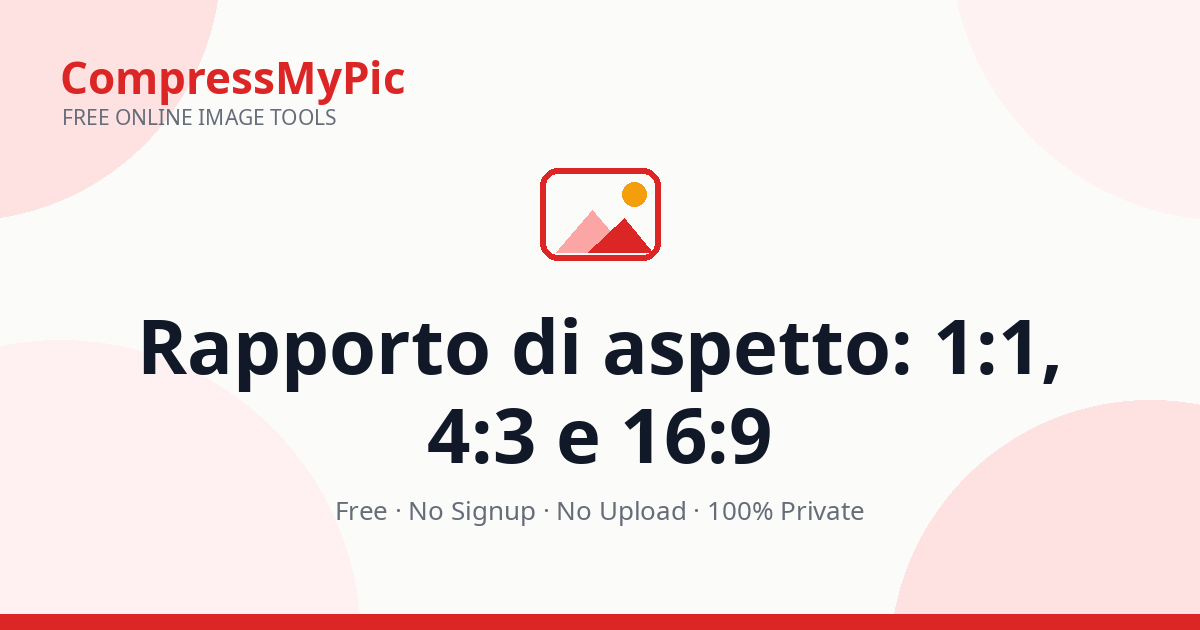 CompressMyPic
FREE ONLINE IMAGE TOOLS
Rapporto di aspetto: 1:1,
4:3 e 16:9
Free · No Signup · No Upload · 100% Private